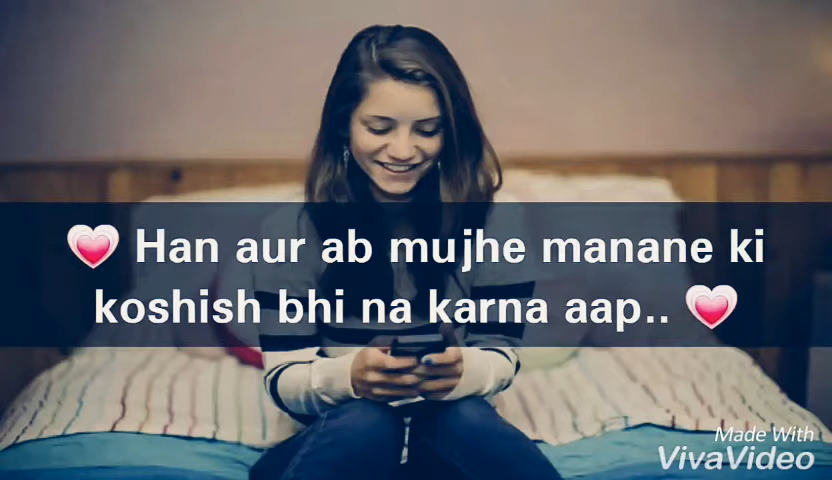 💗 Han aur ab mujhe manane ki
koshish bhi na karna aap.. 💗
Made With
VivaVideo